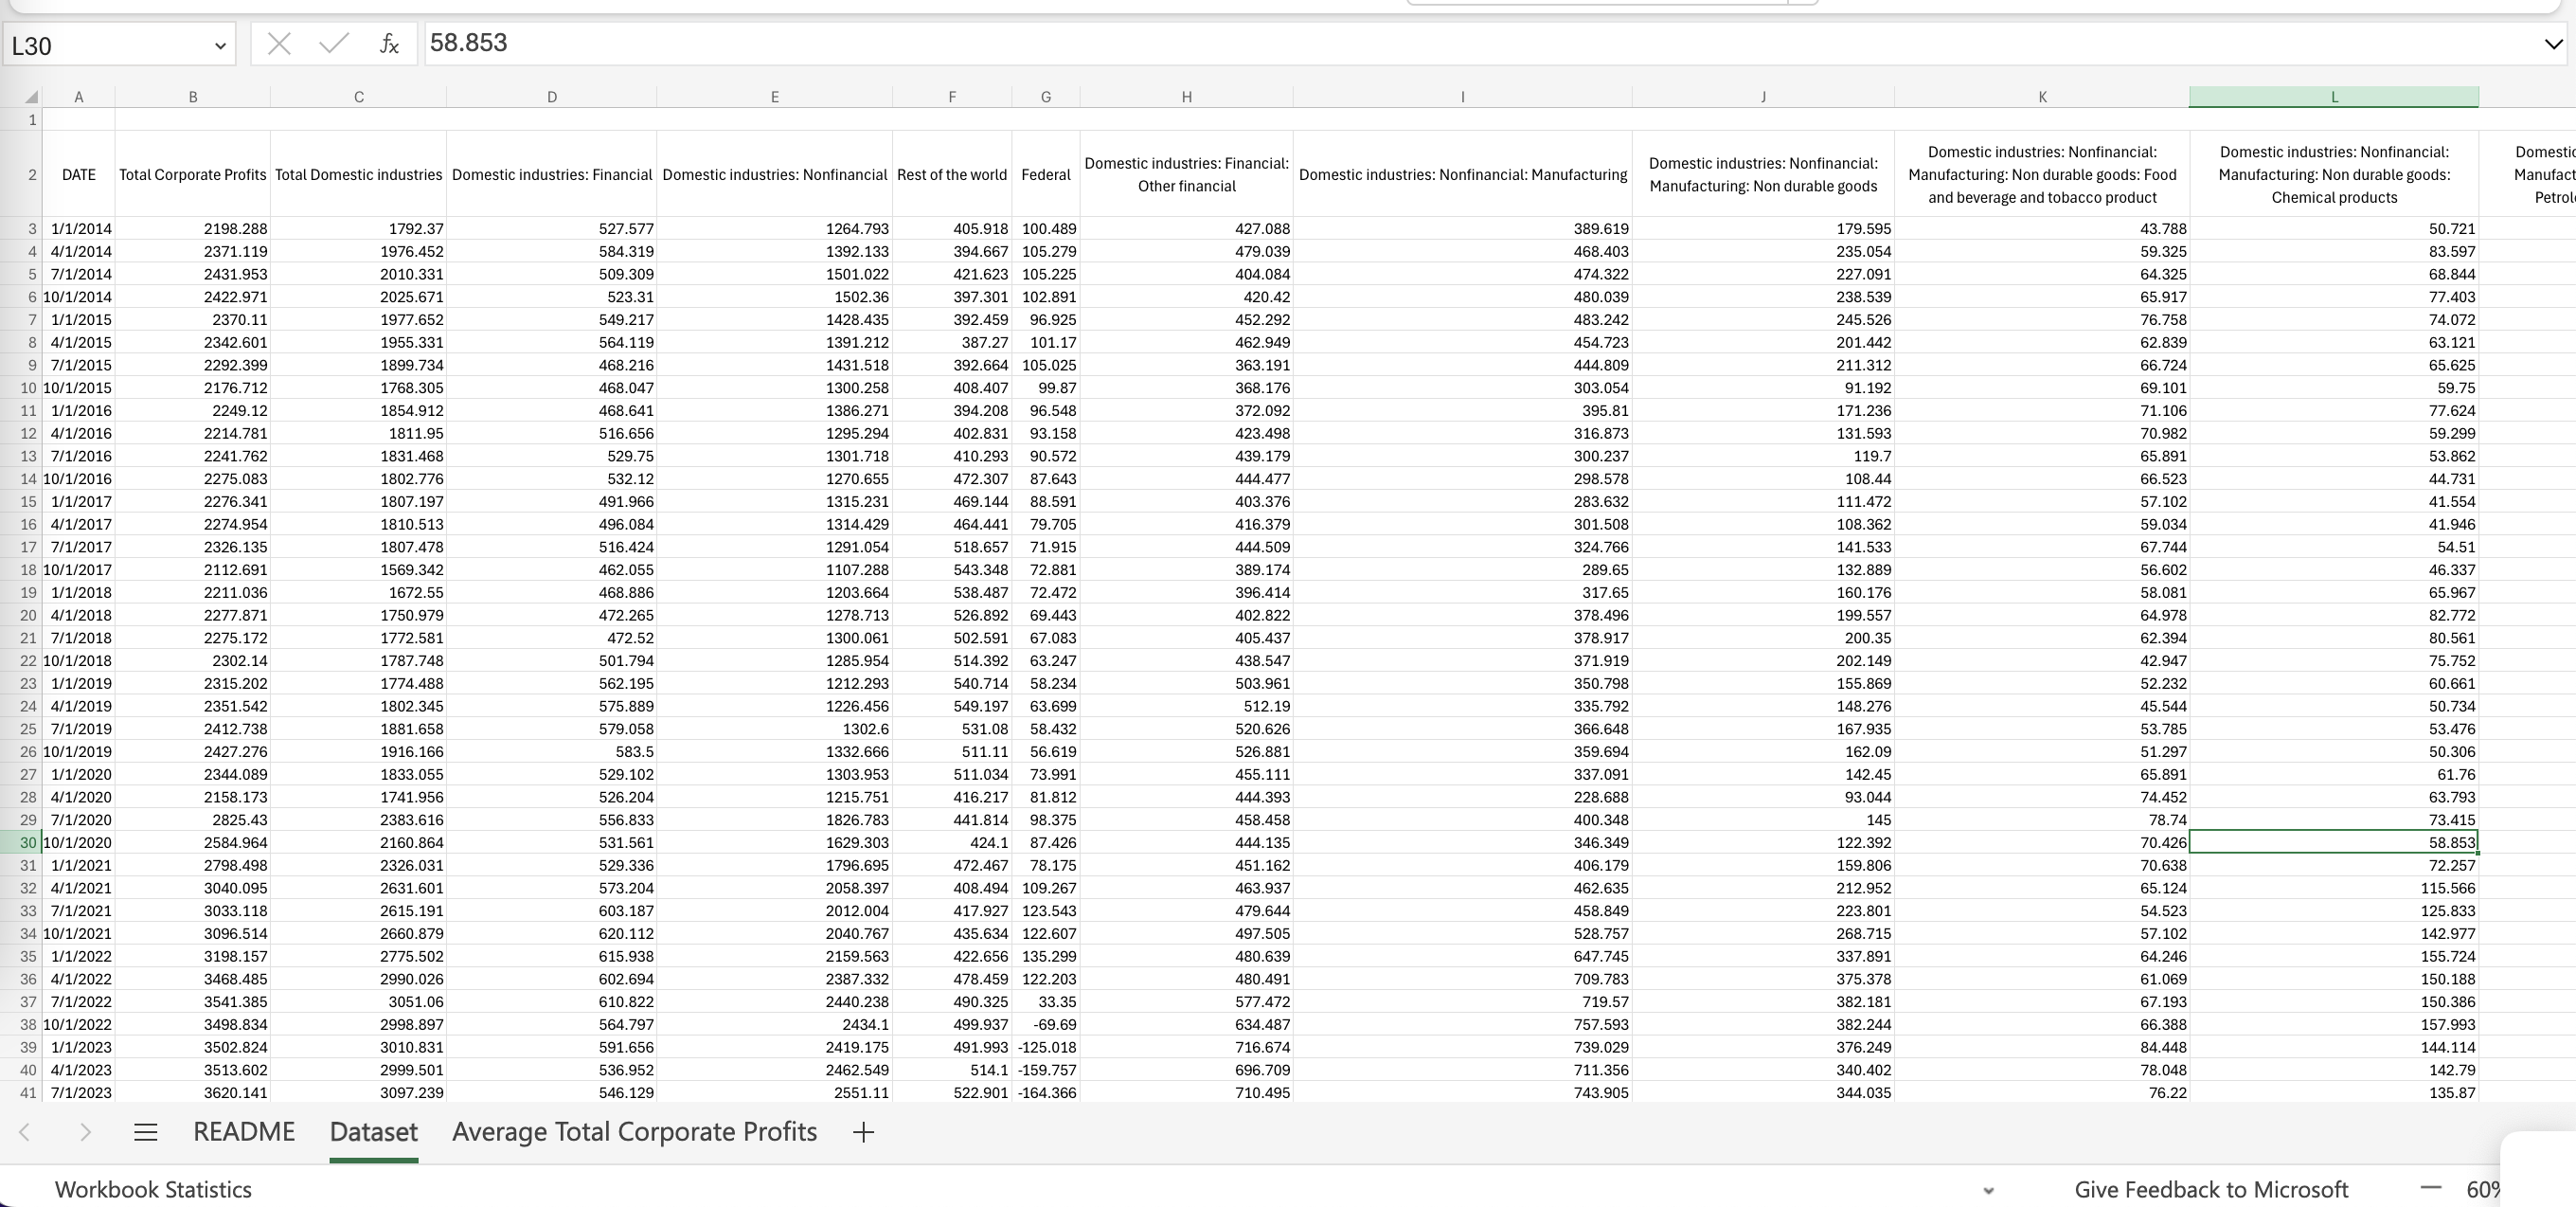 L30 fx 58.853
A B C D E F G H I J K L
1
2 DATE Total Corporate Profits Total Domestic industries Domestic industries: Financial Domestic industries: Nonfinancial Rest of the world Federal Domestic industries: Financial: Other financial Domestic industries: Nonfinancial: Manufacturing Domestic industries: Nonfinancial: Manufacturing: Non durable goods Domestic industries: Nonfinancial: Manufacturing: Non durable goods: Food and beverage and tobacco product Domestic industries: Nonfinancial: Manufacturing: Non durable goods: Chemical products
3 1/1/2014 2198.288 1792.37 527.577 1264.793 405.918 100.489 427.088 389.619 179.595 43.788 50.721
4 4/1/2014 2371.119 1976.452 584.319 1392.133 394.667 105.279 479.039 468.403 235.054 59.325 83.597
5 7/1/2014 2431.953 2010.331 509.309 1501.022 421.623 105.225 404.084 474.322 227.091 64.325 68.844
6 10/1/2014 2422.971 2025.671 523.31 1502.36 397.301 102.891 420.42 480.039 238.539 65.917 77.403
7 1/1/2015 2370.11 1977.652 549.217 1428.435 392.459 96.925 452.292 483.242 245.526 76.758 74.072
8 4/1/2015 2342.601 1955.331 564.119 1391.212 387.27 101.17 462.949 454.723 201.442 62.839 63.121
9 7/1/2015 2292.399 1899.734 468.216 1431.518 392.664 105.025 363.191 444.809 211.312 66.724 65.625
10 10/1/2015 2176.712 1768.305 468.047 1300.258 408.407 99.87 368.176 303.054 91.192 69.101 59.75
11 1/1/2016 2249.12 1854.912 468.641 1386.271 394.208 96.548 372.092 395.81 171.236 71.106 77.624
12 4/1/2016 2214.781 1811.95 516.656 1295.294 402.831 93.158 423.498 316.873 131.593 70.982 59.299
13 7/1/2016 2241.762 1831.468 529.75 1301.718 410.293 90.572 439.179 300.237 119.7 65.891 53.862
14 10/1/2016 2275.083 1802.776 532.12 1270.655 472.307 87.643 444.477 298.578 108.44 66.523 44.731
15 1/1/2017 2276.341 1807.197 491.966 1315.231 469.144 88.591 403.376 283.632 111.472 57.102 41.554
16 4/1/2017 2274.954 1810.513 496.084 1314.429 464.441 79.705 416.379 301.508 108.362 59.034 41.946
17 7/1/2017 2326.135 1807.478 516.424 1291.054 518.657 71.915 444.509 324.766 141.533 67.744 54.51
18 10/1/2017 2112.691 1569.342 462.055 1107.288 543.348 72.881 389.174 289.65 132.889 56.602 46.337
19 1/1/2018 2211.036 1672.55 468.886 1203.664 538.487 72.472 396.414 317.65 160.176 58.081 65.967
20 4/1/2018 2277.871 1750.979 472.265 1278.713 526.892 69.443 402.822 378.496 199.557 64.978 82.772
21 7/1/2018 2275.172 1772.581 472.52 1300.061 502.591 67.083 405.437 378.917 200.35 62.394 80.561
22 10/1/2018 2302.14 1787.748 501.794 1285.954 514.392 63.247 438.547 371.919 202.149 42.947 75.752
23 1/1/2019 2315.202 1774.488 562.195 1212.293 540.714 58.234 503.961 350.798 155.869 52.232 60.661
24 4/1/2019 2351.542 1802.345 575.889 1226.456 549.197 63.699 512.19 335.792 148.276 45.544 50.734
25 7/1/2019 2412.738 1881.658 579.058 1302.6 531.08 58.432 520.626 366.648 167.935 53.785 53.476
26 10/1/2019 2427.276 1916.166 583.5 1332.666 511.11 56.619 526.881 359.694 162.09 51.297 50.306
27 1/1/2020 2344.089 1833.055 529.102 1303.953 511.034 73.991 455.111 337.091 142.45 65.891 61.76
28 4/1/2020 2158.173 1741.956 526.204 1215.751 416.217 81.812 444.393 228.688 93.044 74.452 63.793
29 7/1/2020 2825.43 2383.616 556.833 1826.783 441.814 98.375 458.458 400.348 145 78.74 73.415
30 10/1/2020 2584.964 2160.864 531.561 1629.303 424.1 87.426 444.135 346.349 122.392 70.426 58.853
31 1/1/2021 2798.498 2326.031 529.336 1796.695 472.467 78.175 451.162 406.179 159.806 70.638 72.257
32 4/1/2021 3040.095 2631.601 573.204 2058.397 408.494 109.267 463.937 462.635 212.952 65.124 115.566
33 7/1/2021 3033.118 2615.191 603.187 2012.004 417.927 123.543 479.644 458.849 223.801 54.523 125.833
34 10/1/2021 3096.514 2660.879 620.112 2040.767 435.634 122.607 497.505 528.757 268.715 57.102 142.977
35 1/1/2022 3198.157 2775.502 615.938 2159.563 422.656 135.299 480.639 647.745 337.891 64.246 155.724
36 4/1/2022 3468.485 2990.026 602.694 2387.332 478.459 122.203 480.491 709.783 375.378 61.069 150.188
37 7/1/2022 3541.385 3051.06 610.822 2440.238 490.325 33.35 577.472 719.57 382.181 67.193 150.386
38 10/1/2022 3498.834 2998.897 564.797 2434.1 499.937 -69.69 634.487 757.593 382.244 66.388 157.993
39 1/1/2023 3502.824 3010.831 591.656 2419.175 491.993 -125.018 716.674 739.029 376.249 84.448 144.114
40 4/1/2023 3513.602 2999.501 536.952 2462.549 514.1 -159.757 696.709 711.356 340.402 78.048 142.79
41 7/1/2023 3620.141 3097.239 546.129 2551.11 522.901 -164.366 710.495 743.905 344.035 76.22 135.87
README Dataset Average Total Corporate Profits
Workbook Statistics Give Feedback to Microsoft 60%